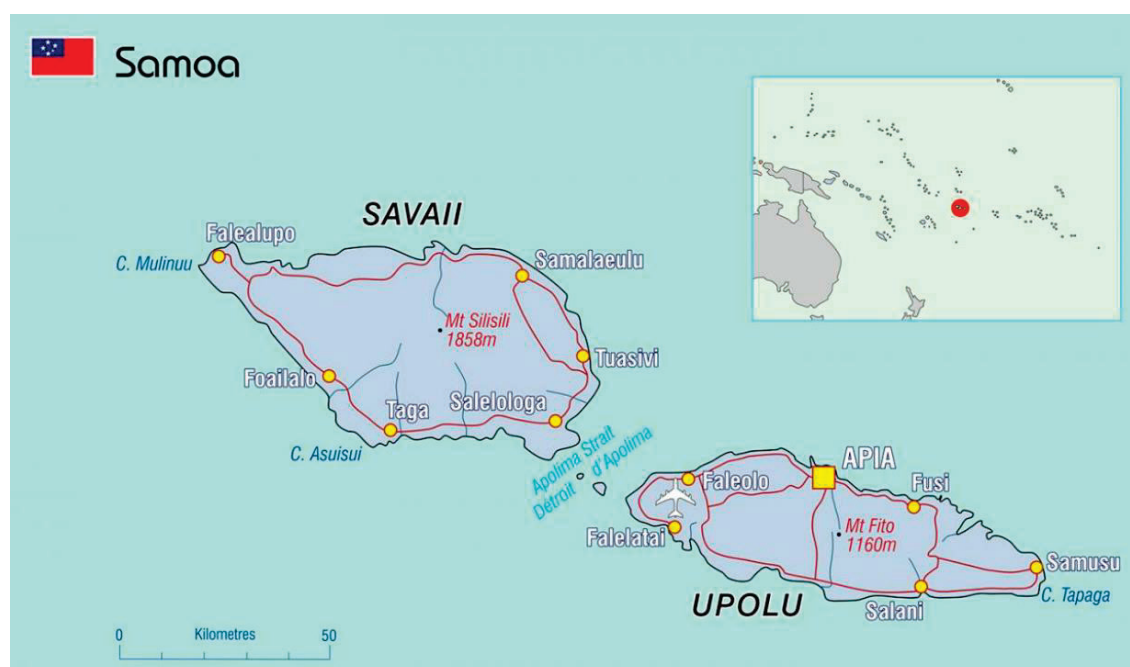 Samoa
SAVAII
Falealupo
C. Mulinuu
Samalaeulu
Mt Silisili
1858m
Tuasivi
Foailalo
Taga
Salelologa
C. Asuisui
Apolima Strait
Détroit d'Apolima
APIA
Faleolo
Fusi
Falelatai
Mt Fito
1160m
Samusu
UPOLU
Salani
C. Tapaga
0 Kilometres 50